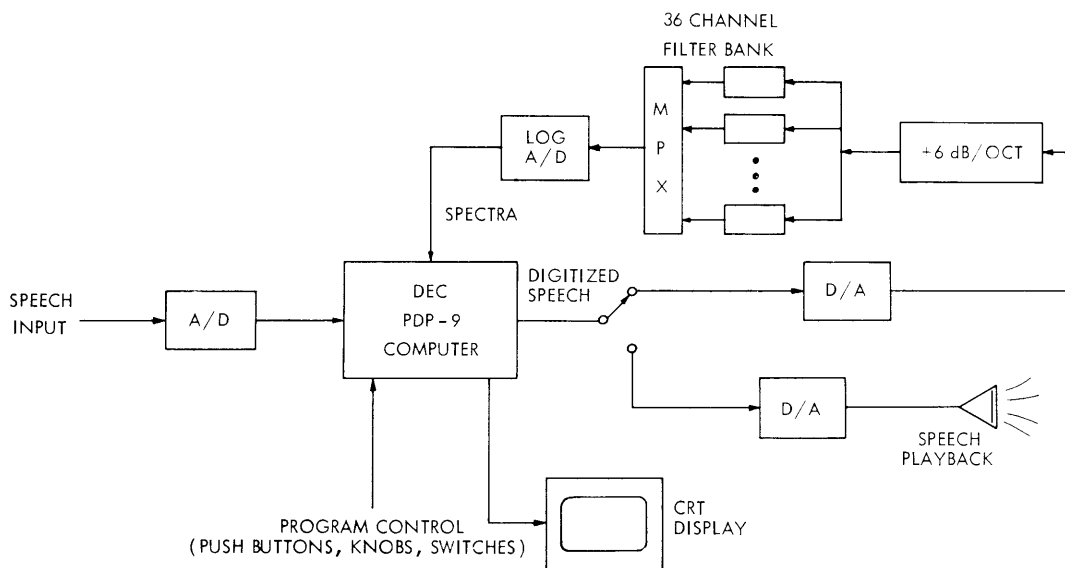 36 CHANNEL
FILTER BANK
M
P
X
LOG
A/D
+6 dB/OCT
SPECTRA
SPEECH
INPUT
A/D
DEC
PDP-9
COMPUTER
DIGITIZED
SPEECH
D/A
D/A
SPEECH
PLAYBACK
PROGRAM CONTROL
(PUSH BUTTONS, KNOBS, SWITCHES)
CRT
DISPLAY